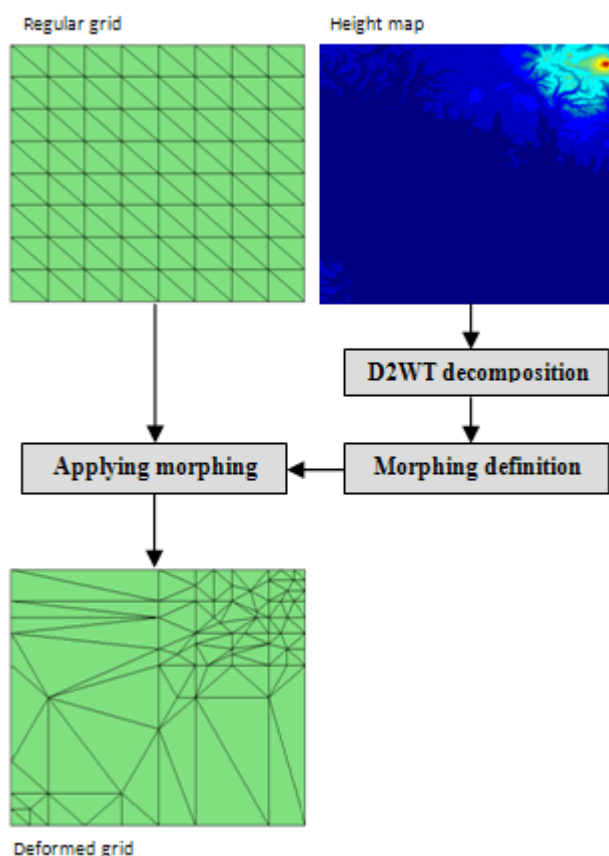 Regular grid
Height map
D2WT decomposition
Applying morphing
Morphing definition
Deformed grid